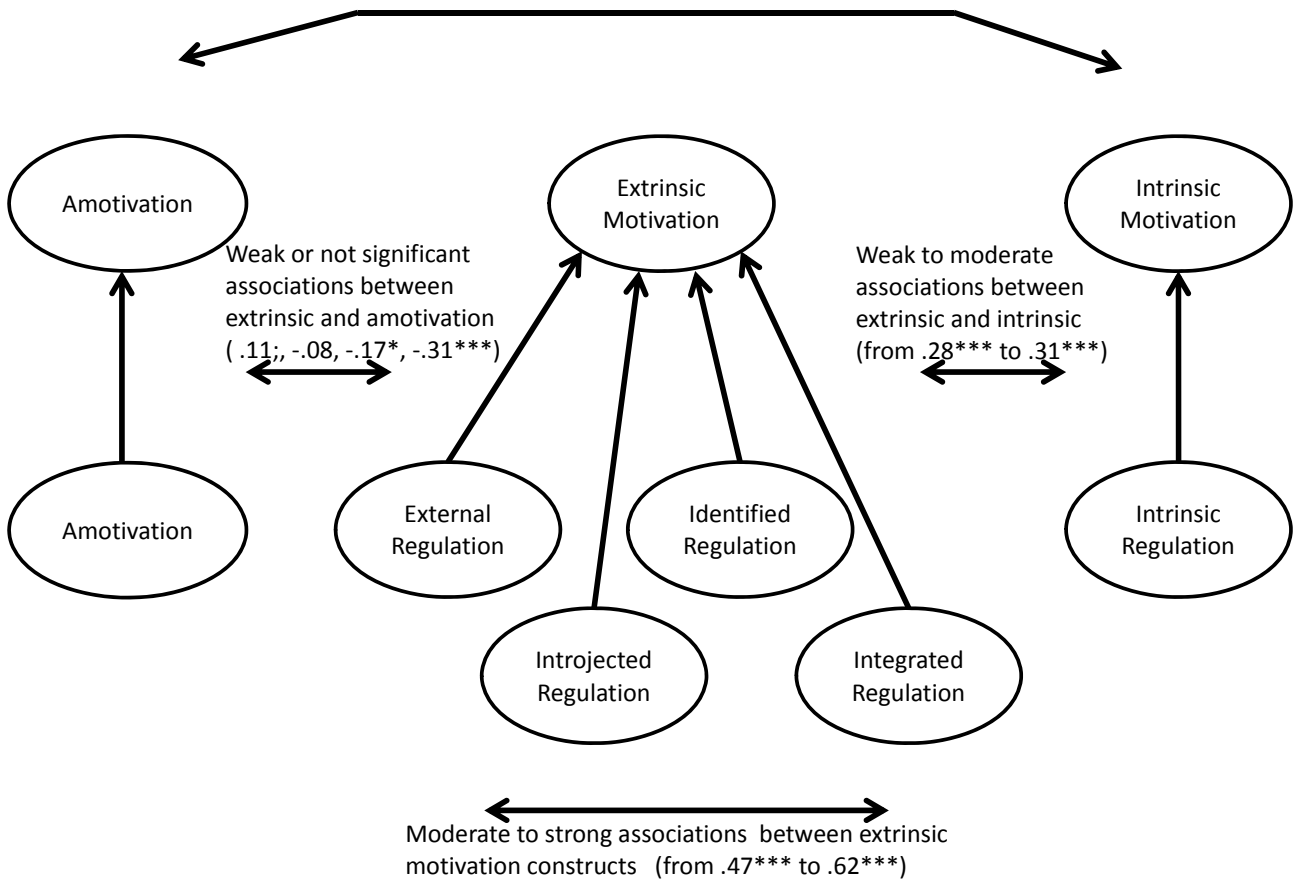 Amotivation
Extrinsic
Motivation
Intrinsic
Motivation
Weak or not significant
associations between
extrinsic and amotivation
( .11;, -.08, -.17*, -.31***)
Weak to moderate
associations between
extrinsic and intrinsic
(from .28*** to .31***)
Amotivation
External
Regulation
Identified
Regulation
Intrinsic
Regulation
Introjected
Regulation
Integrated
Regulation
Moderate to strong associations  between extrinsic
motivation constructs   (from .47*** to .62***)